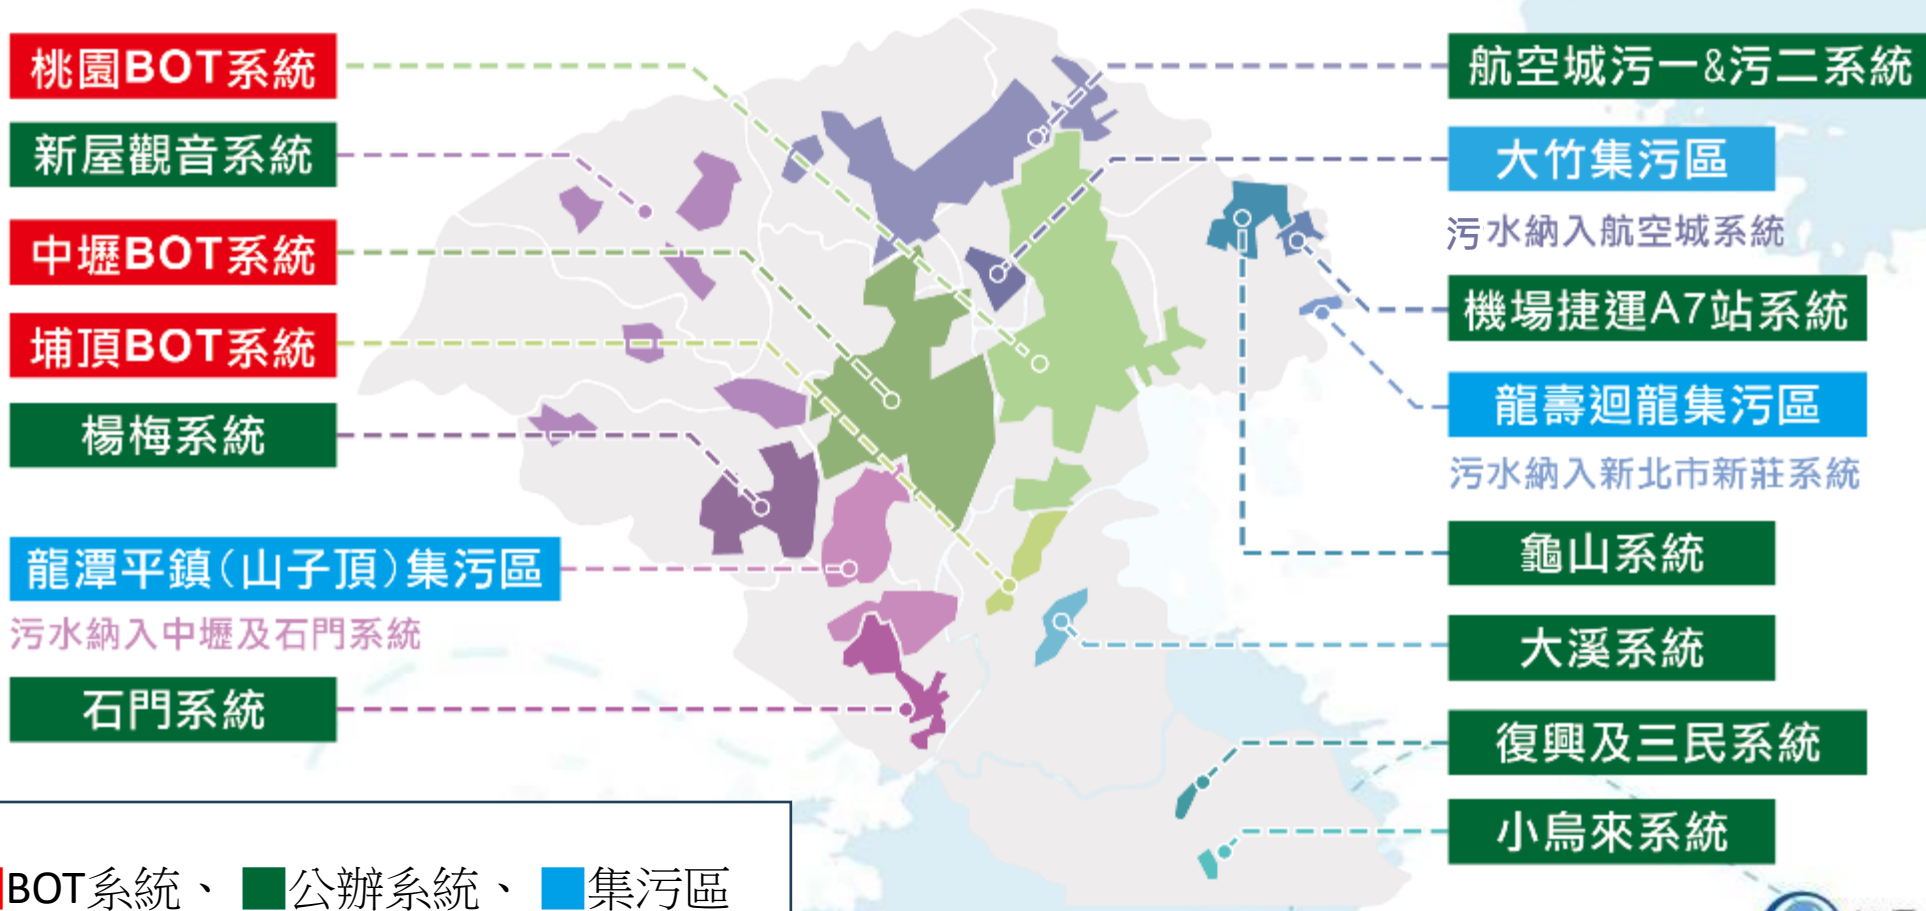 桃園BOT系統
新屋觀音系統
中壢BOT系統
埔頂BOT系統
楊梅系統
龍潭平鎮(山子頂)集污區
污水納入中壢及石門系統
石門系統
航空城污一&污二系統
大竹集污區
污水納入航空城系統
機場捷運A7站系統
龍壽迴龍集污區
污水納入新北市新莊系統
龜山系統
大溪系統
復興及三民系統
小烏來系統
BOT系統、 公辦系統、 集污區